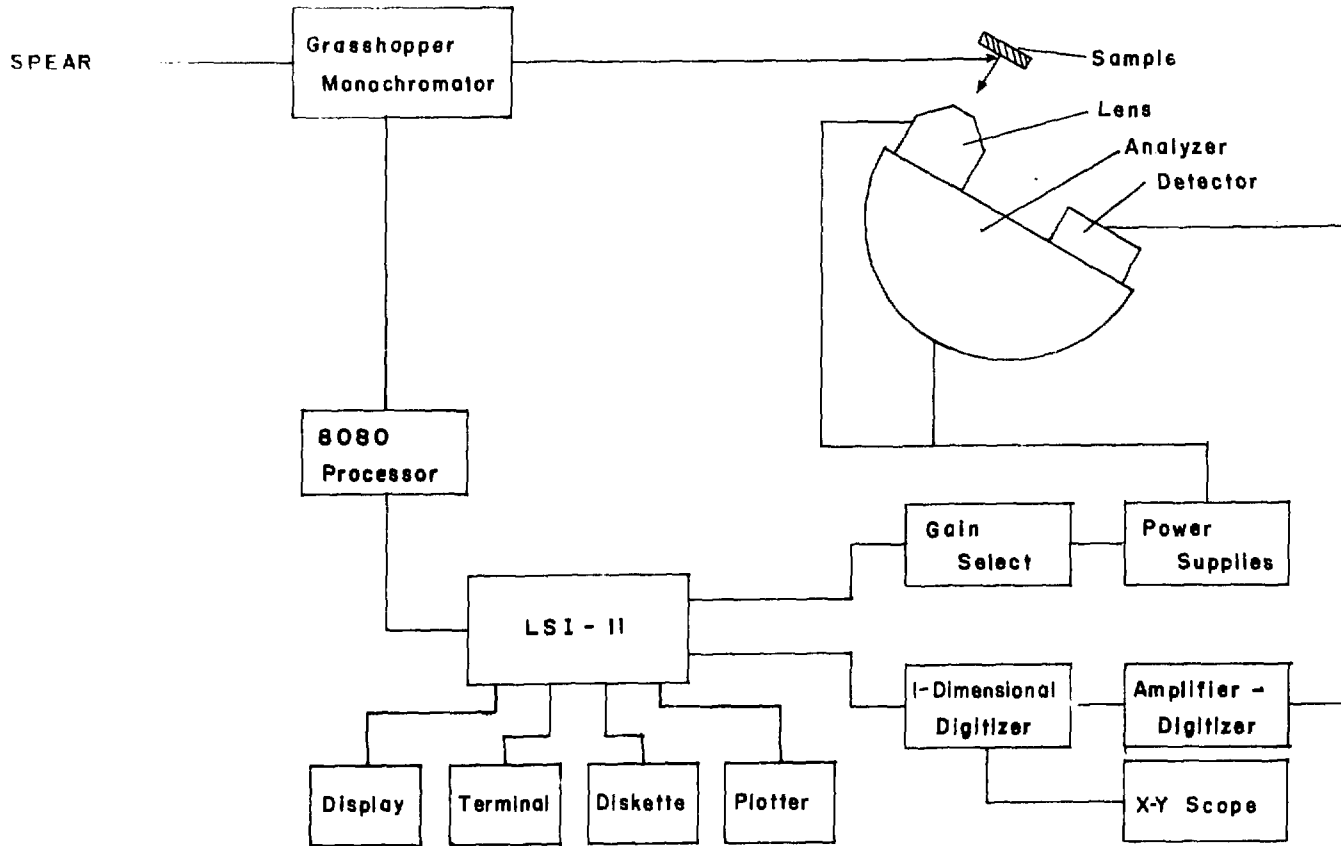 SPEAR
Grasshopper
Monochromator
Sample
Lens
Analyzer
Detector
8080
Processor
Gain
Select
Power
Supplies
LSI-11
1-Dimensional
Digitizer
Amplifier -
Digitizer
Display
Terminal
Diskette
Plotter
X-Y Scope